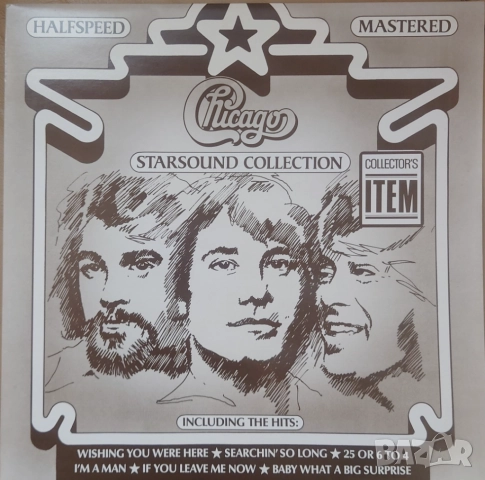 HALFSPEED
MASTERED
Chicago
STARSOUND COLLECTION
COLLECTOR'S
ITEM
INCLUDING THE HITS:
WISHING YOU WERE HERE ★ SEARCHIN' SO LONG ★ 25 OR 6 TO 4
I'M A MAN ★ IF YOU LEAVE ME NOW ★ BABY WHAT A BIG SURPRISE
BAZAR